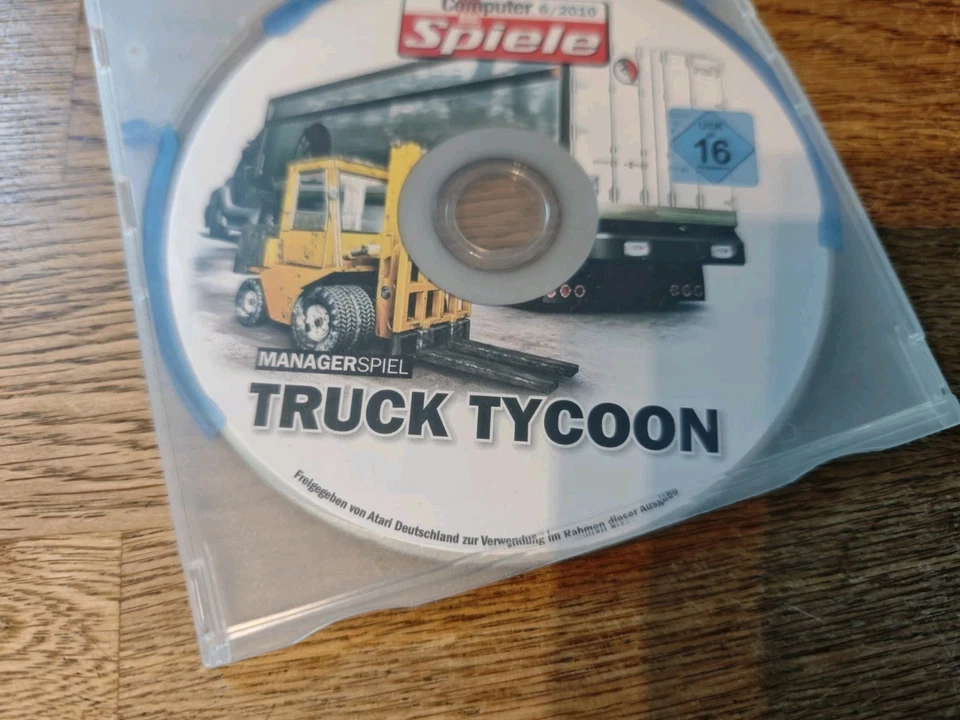 Computer 6/2010
Spiele
USK
ab
16
MANAGERSPIEL
TRUCK TYCOON
Freigegeben von Atari Deutschland zur Verwendung im Rahmen dieser Ausgabe